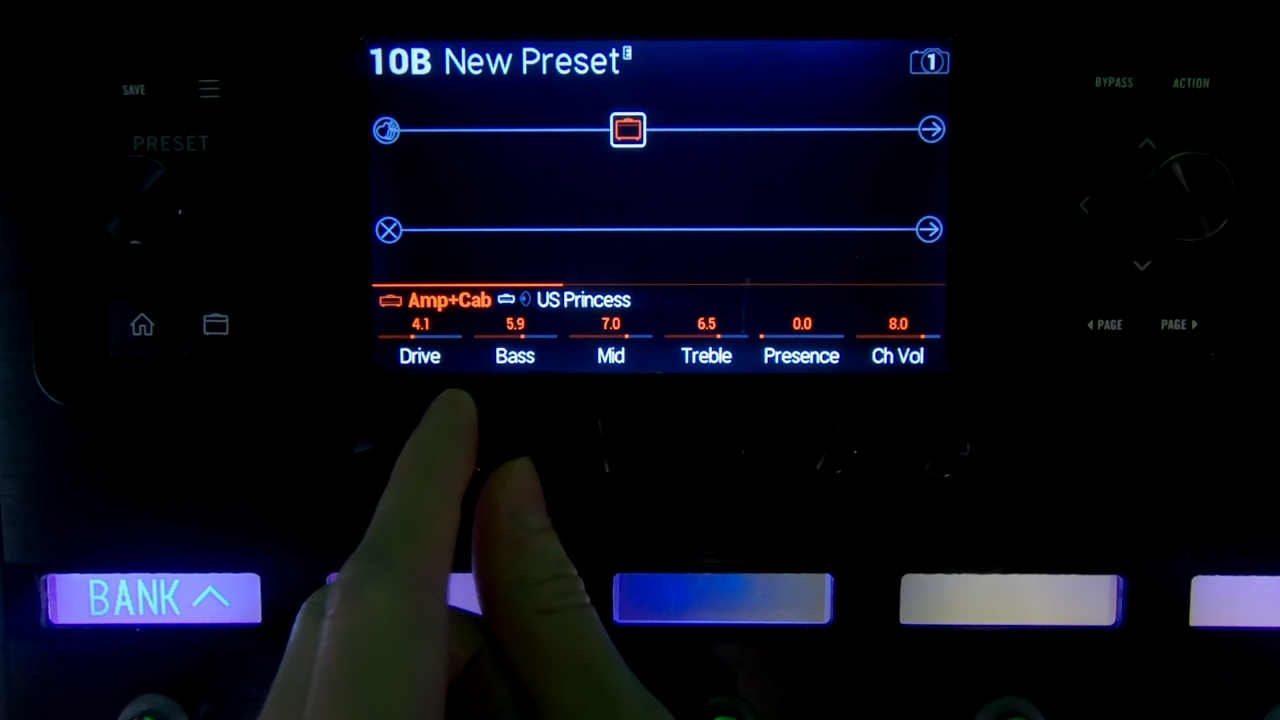 10B New Preset E
1
SAVE
PRESET
BYPASS
ACTION
Amp+Cab US Princess
4.1 5.9 7.0 6.5 0.0 8.0
Drive Bass Mid Treble Presence Ch Vol
PAGE
PAGE
BANK